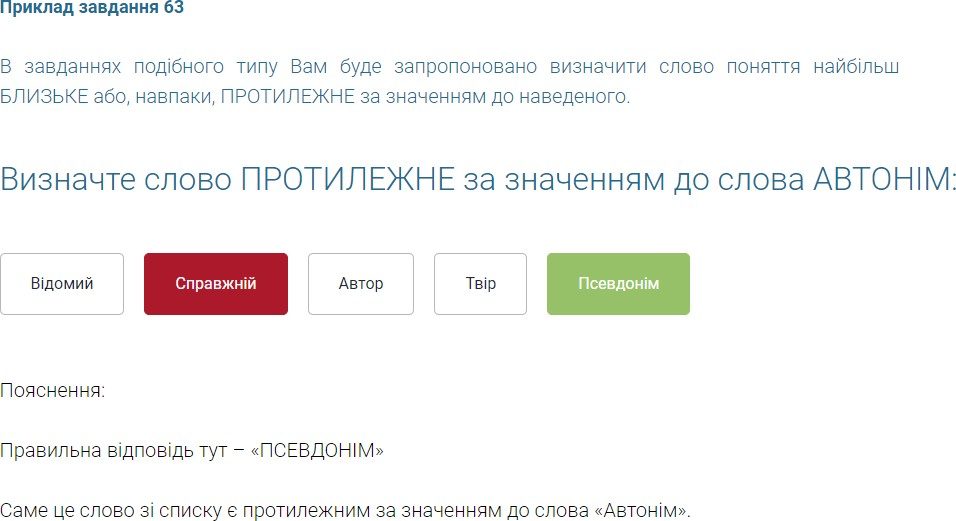 Приклад завдання 63
В завданнях подібного типу Вам буде запропоновано визначити слово поняття найбільш
БЛИЗЬКЕ або, навпаки, ПРОТИЛЕЖНЕ за значенням до наведеного.
Визначте слово ПРОТИЛЕЖНЕ за значенням до слова АВТОНІМ:
Відомий Справжній Автор Твір Псевдонім
Пояснення:
Правильна відповідь тут – «ПСЕВДОНІМ»
Саме це слово зі списку є протилежним за значенням до слова «Автонім».